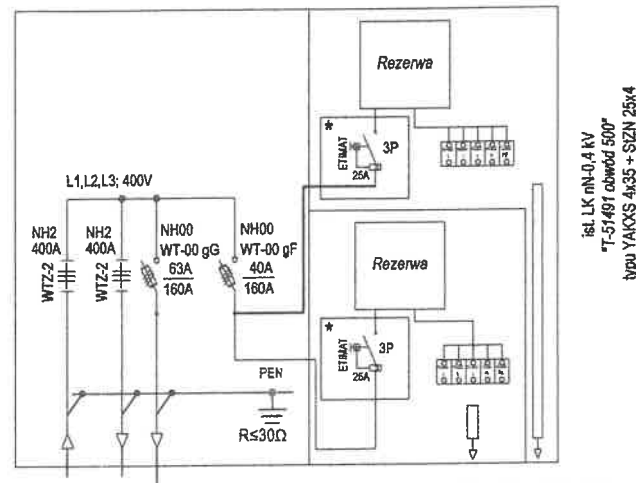 L1,L2,L3; 400V
NH2
400A
WTZ-2
NH2
400A
WTZ-2
NH00
WT-00 gG
63A
160A
NH00
WT-00 gF
40A
160A
PEN
R≤30Ω
Rezerwa
*
ETIMAT
3P
25A
Rezerwa
*
ETIMAT
3P
25A
ist. LK nN-0,4 kV
"T-51491 obwód 500"
typu YAKXS 4x35 + SIZN 25x4